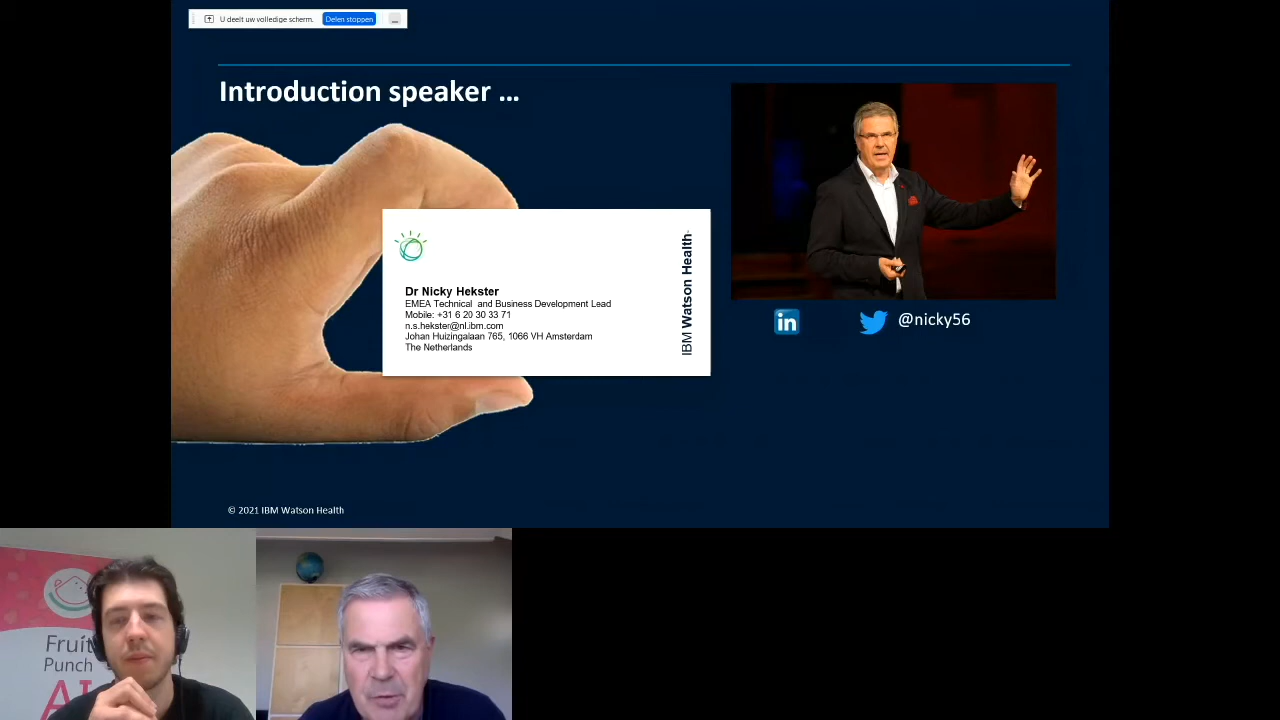 U deelt uw volledige scherm. Delen stoppen
Introduction speaker ...
Dr Nicky Hekster
EMEA Technical and Business Development Lead
Mobile: +31 6 20 30 33 71
n.s.hekster@nl.ibm.com
Johan Huizingalaan 765, 1066 VH Amsterdam
The Netherlands
IBM Watson Health
in
@nicky56
© 2021 IBM Watson Health
Fruit
Punch
AI